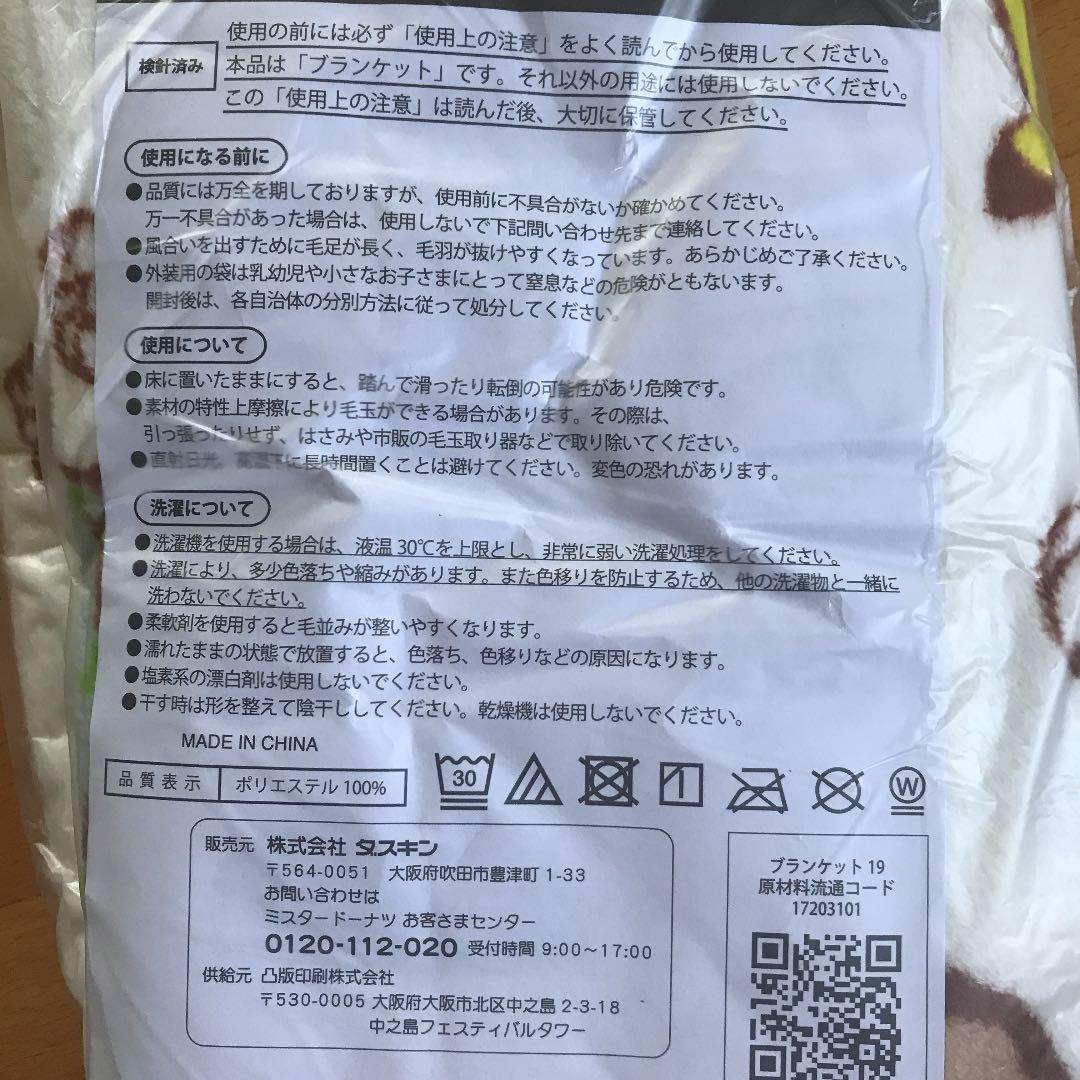 検針済み
使用の前には必ず「使用上の注意」をよく読んでから使用してください。
本品は「ブランケット」です。それ以外の用途には使用しないでください。
この「使用上の注意」は読んだ後、大切に保管してください。
使用になる前に
●品質には万全を期しておりますが、使用前に不具合がないか確かめてください。
万一不具合があった場合は、使用しないで下記問い合わせ先まで連絡してください。
●風合いを出すために毛足が長く、毛羽が抜けやすくなっています。あらかじめご了承ください。
●外装用の袋は乳幼児や小さなお子さまにとって窒息などの危険がともないます。
開封後は、各自治体の分別方法に従って処分してください。
使用について
●床に置いたままにすると、踏んで滑ったり転倒の可能性があり危険です。
●素材の特性上摩擦により毛玉ができる場合があります。その際は、
引っ張ったりせず、はさみや市販の毛玉取り器などで取り除いてください。
●直射日光、高温下に長時間置くことは避けてください。変色の恐れがあります。
洗濯について
●洗濯機を使用する場合は、液温30℃を上限とし、非常に弱い洗濯処理をしてください。
●洗濯により、多少色落ちや縮みがあります。また色移りを防止するため、他の洗濯物と一緒に
洗わないでください。
●柔軟剤を使用すると毛並みが整いやすくなります。
●濡れたままの状態で放置すると、色落ち、色移りなどの原因になります。
●塩素系の漂白剤は使用しないでください。
●干す時は形を整えて陰干ししてください。乾燥機は使用しないでください。
MADE IN CHINA
品質表示 ポリエステル100%
30 W
販売元 株式会社 ダスキン
〒564-0051 大阪府吹田市豊津町1-33
お問い合わせは
ミスタードーナツ お客さまセンター
0120-112-020 受付時間 9:00〜17:00
供給元 凸版印刷株式会社
〒530-0005 大阪府大阪市北区中之島2-3-18
中之島フェスティバルタワー
ブランケット19
原材料流通コード
17203101